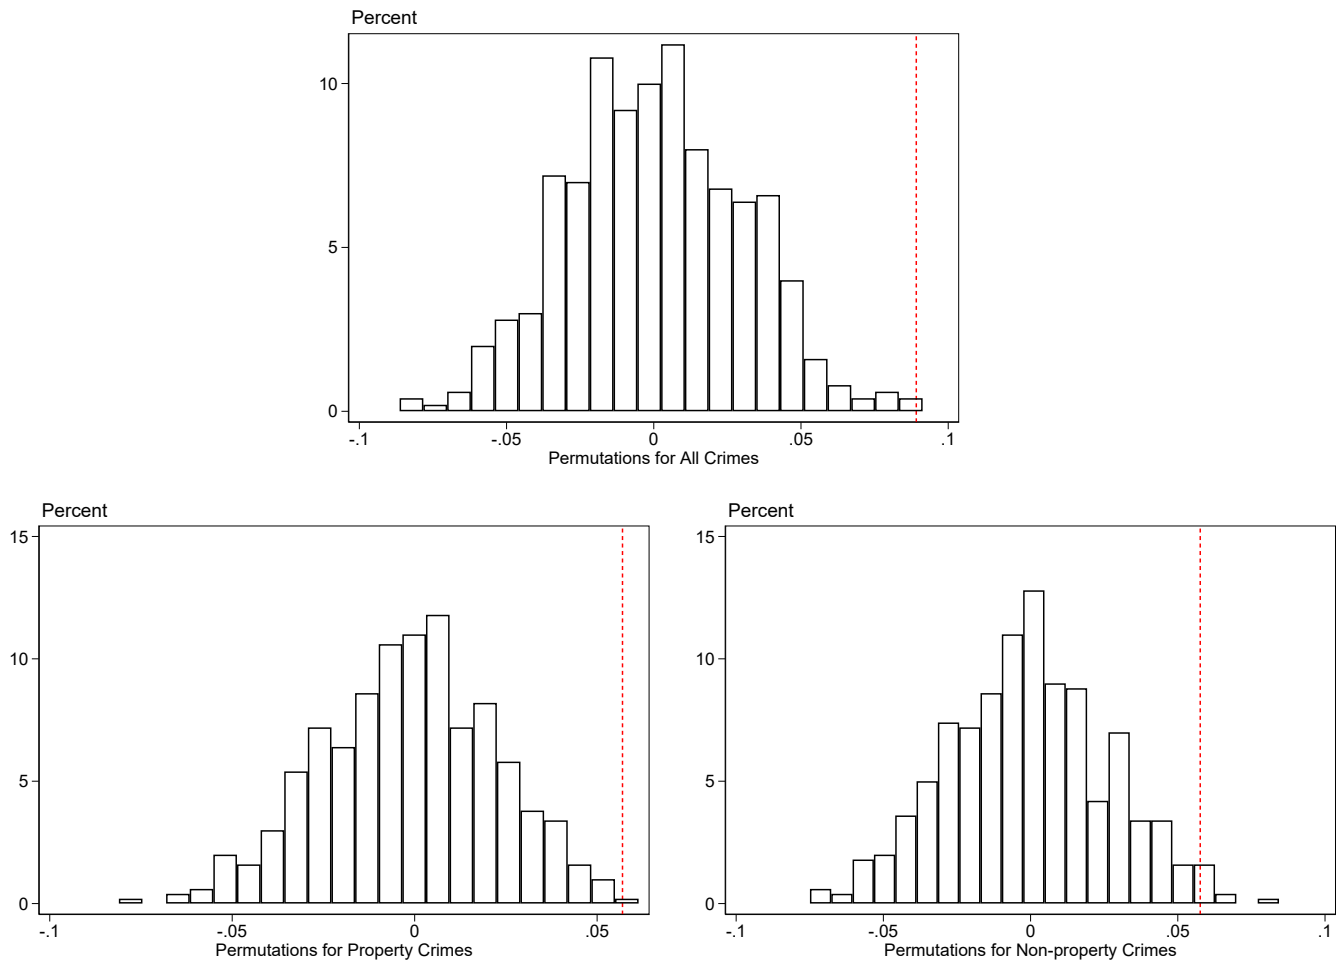 Percent
10
5
0
-.1 -.05 0 .05 .1
Permutations for All Crimes
Percent
15
10
5
0
-.1 -.05 0 .05
Permutations for Property Crimes
Percent
15
10
5
0
-.1 -.05 0 .05 .1
Permutations for Non-property Crimes